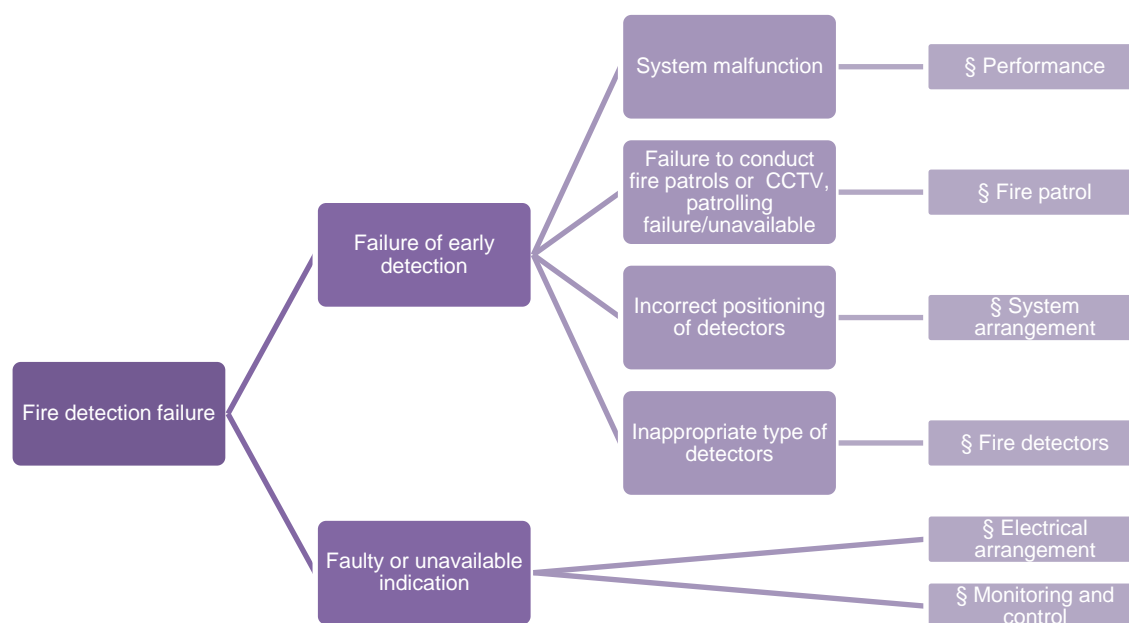 System malfunction
§ Performance
Failure to conduct
fire patrols or CCTV,
patrolling
failure/unavailable
§ Fire patrol
Failure of early
detection
Incorrect positioning
of detectors
§ System
arrangement
Fire detection failure
Inappropriate type of
detectors
§ Fire detectors
Faulty or unavailable
indication
§ Electrical
arrangement
§ Monitoring and
control